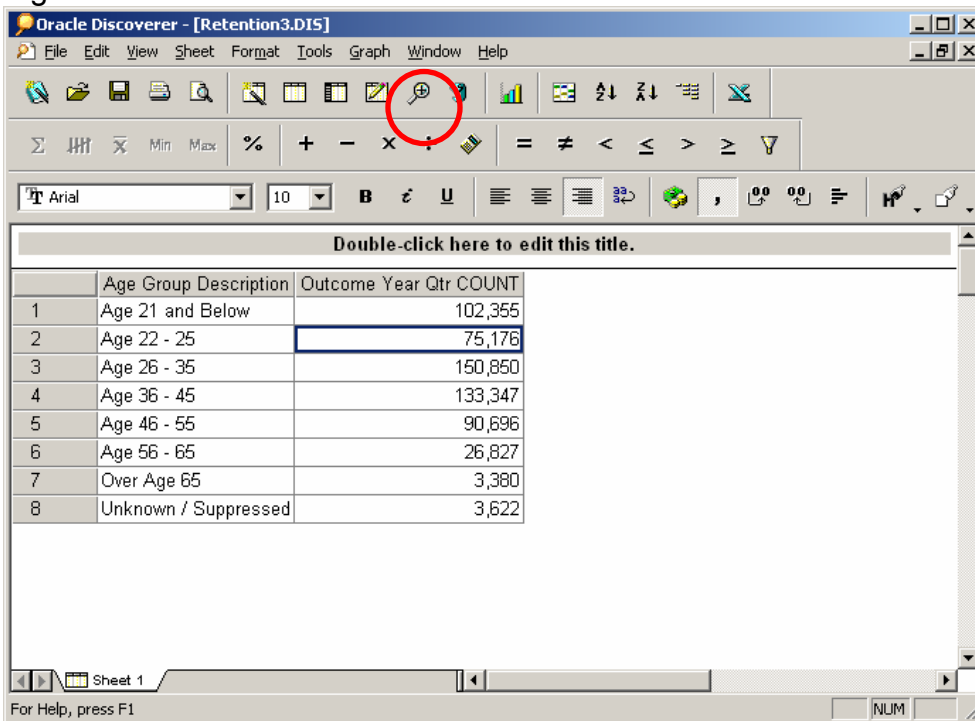 Oracle Discoverer - [Retention3.DIS]
File Edit View Sheet Format Tools Graph Window Help
Σ x̄ Min Max % + − × ÷ = ≠ < ≤ > ≥
Arial 10 B i U
Double-click here to edit this title.
Age Group Description Outcome Year Qtr COUNT
1 Age 21 and Below 102,355
2 Age 22 - 25 75,176
3 Age 26 - 35 150,850
4 Age 36 - 45 133,347
5 Age 46 - 55 90,696
6 Age 56 - 65 26,827
7 Over Age 65 3,380
8 Unknown / Suppressed 3,622
Sheet 1
For Help, press F1 NUM